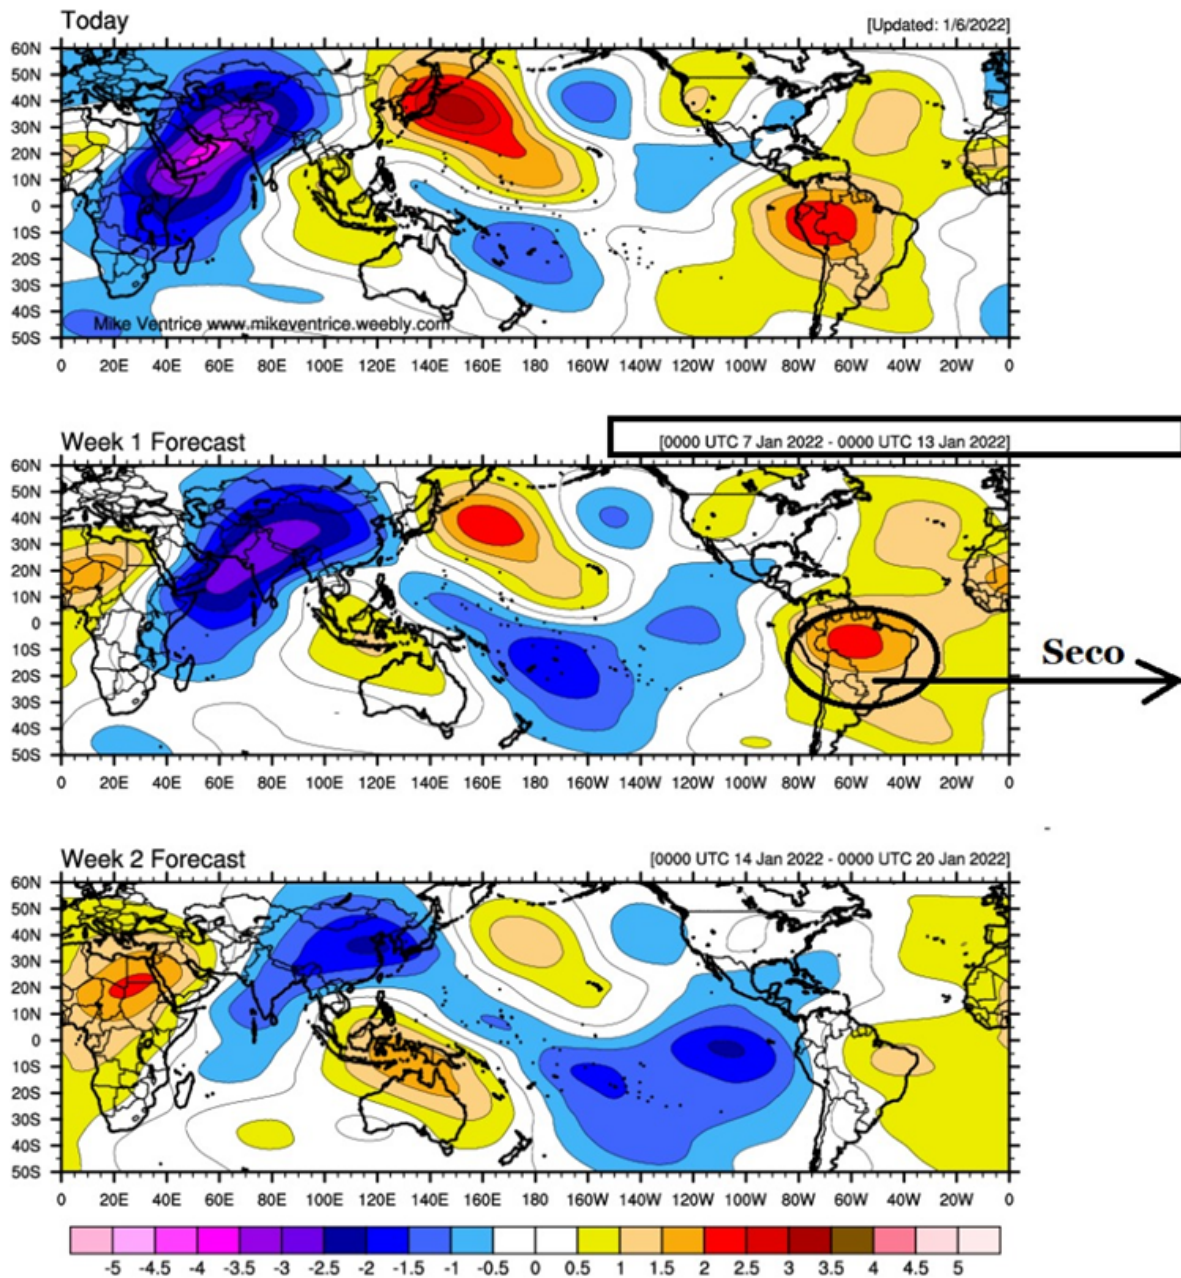 Today [Updated: 1/6/2022]
60N
50N
40N
30N
20N
10N
0
10S
20S
30S
40S
50S
Mike Ventrice www.mikeventrice.weebly.com
0 20E 40E 60E 80E 100E 120E 140E 160E 180 160W 140W 120W 100W 80W 60W 40W 20W 0
Week 1 Forecast [0000 UTC 7 Jan 2022 - 0000 UTC 13 Jan 2022]
60N
50N
40N
30N
20N
10N
0
10S
20S
30S
40S
50S
Seco
0 20E 40E 60E 80E 100E 120E 140E 160E 180 160W 140W 120W 100W 80W 60W 40W 20W 0
Week 2 Forecast [0000 UTC 14 Jan 2022 - 0000 UTC 20 Jan 2022]
60N
50N
40N
30N
20N
10N
0
10S
20S
30S
40S
50S
0 20E 40E 60E 80E 100E 120E 140E 160E 180 160W 140W 120W 100W 80W 60W 40W 20W 0
-5 -4.5 -4 -3.5 -3 -2.5 -2 -1.5 -1 -0.5 0 0.5 1 1.5 2 2.5 3 3.5 4 4.5 5